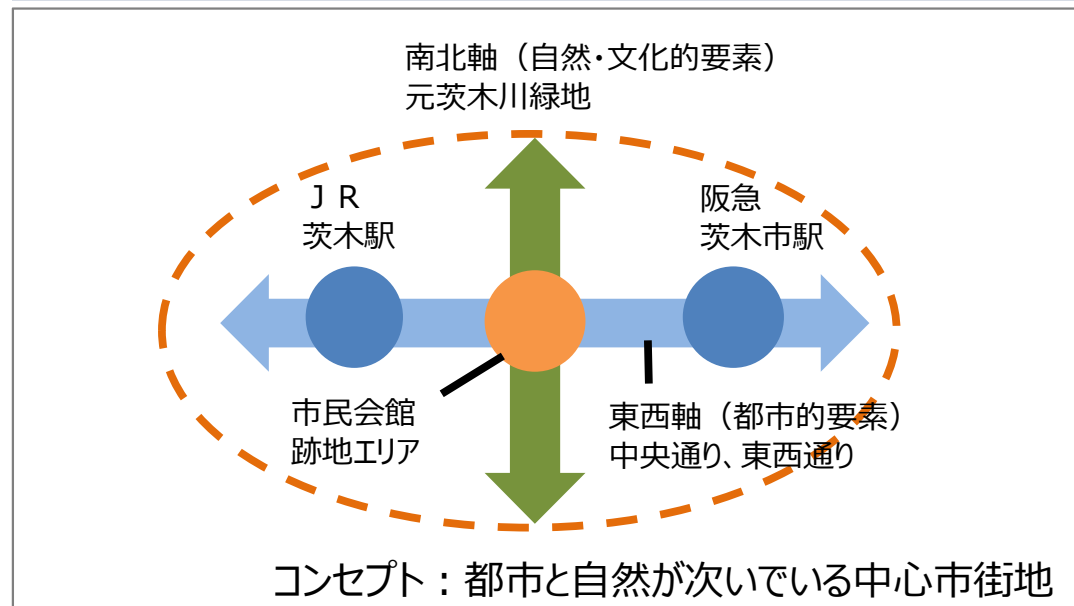 南北軸（自然・文化的要素）
元茨木川緑地
ＪＲ
茨木駅
阪急
茨木市駅
市民会館
跡地エリア
東西軸（都市的要素）
中央通り、東西通り
コンセプト：都市と自然が次いでいる中心市街地